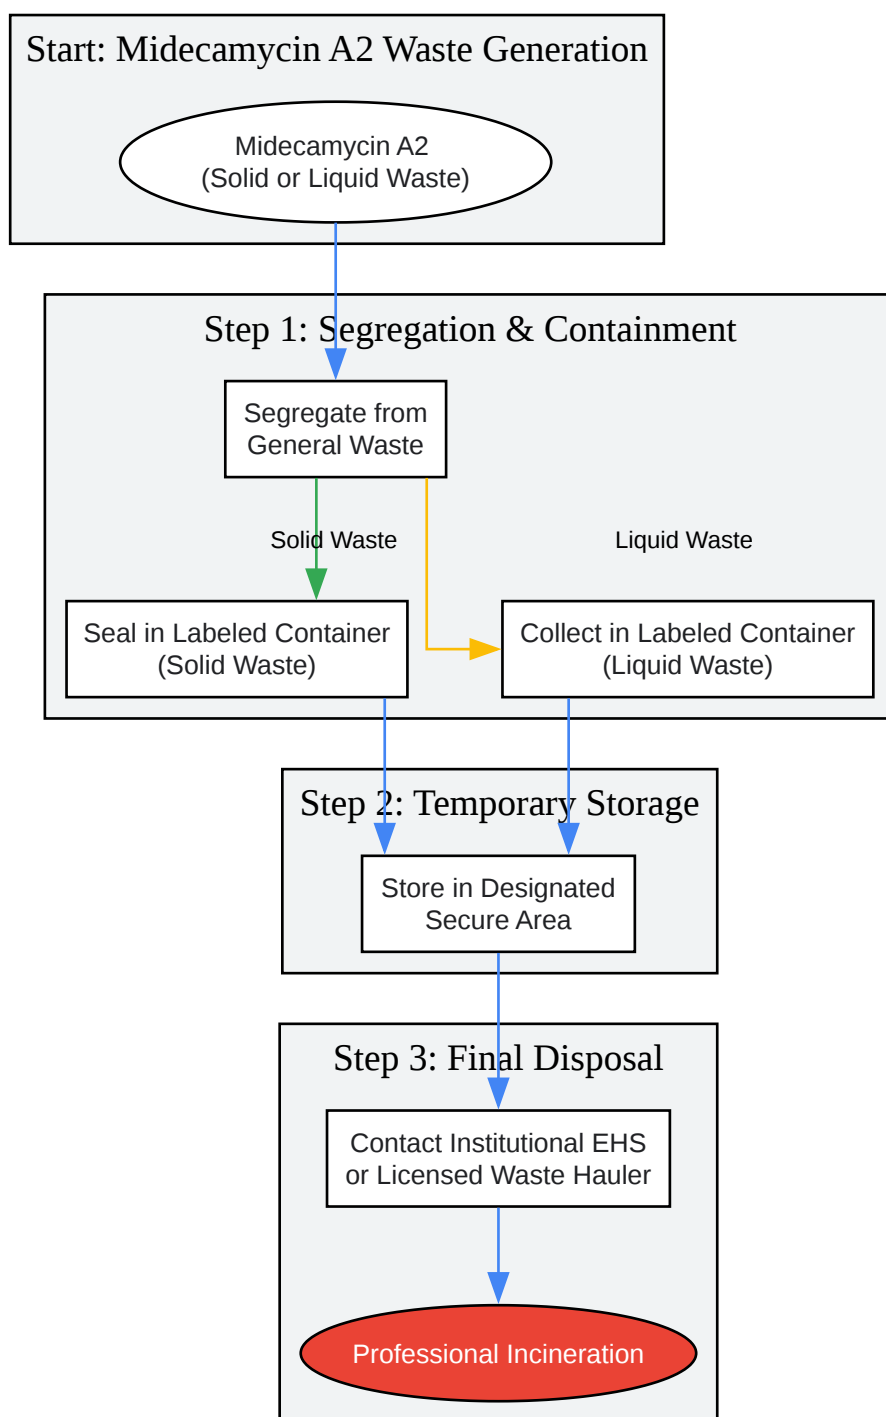 Start: Midecamycin A2 Waste Generation
Midecamycin A2
(Solid or Liquid Waste)
Step 1: Segregation & Containment
Segregate from
General Waste
Solid Waste
Liquid Waste
Seal in Labeled Container
(Solid Waste)
Collect in Labeled Container
(Liquid Waste)
Step 2: Temporary Storage
Store in Designated
Secure Area
Step 3: Final Disposal
Contact Institutional EHS
or Licensed Waste Hauler
Professional Incineration